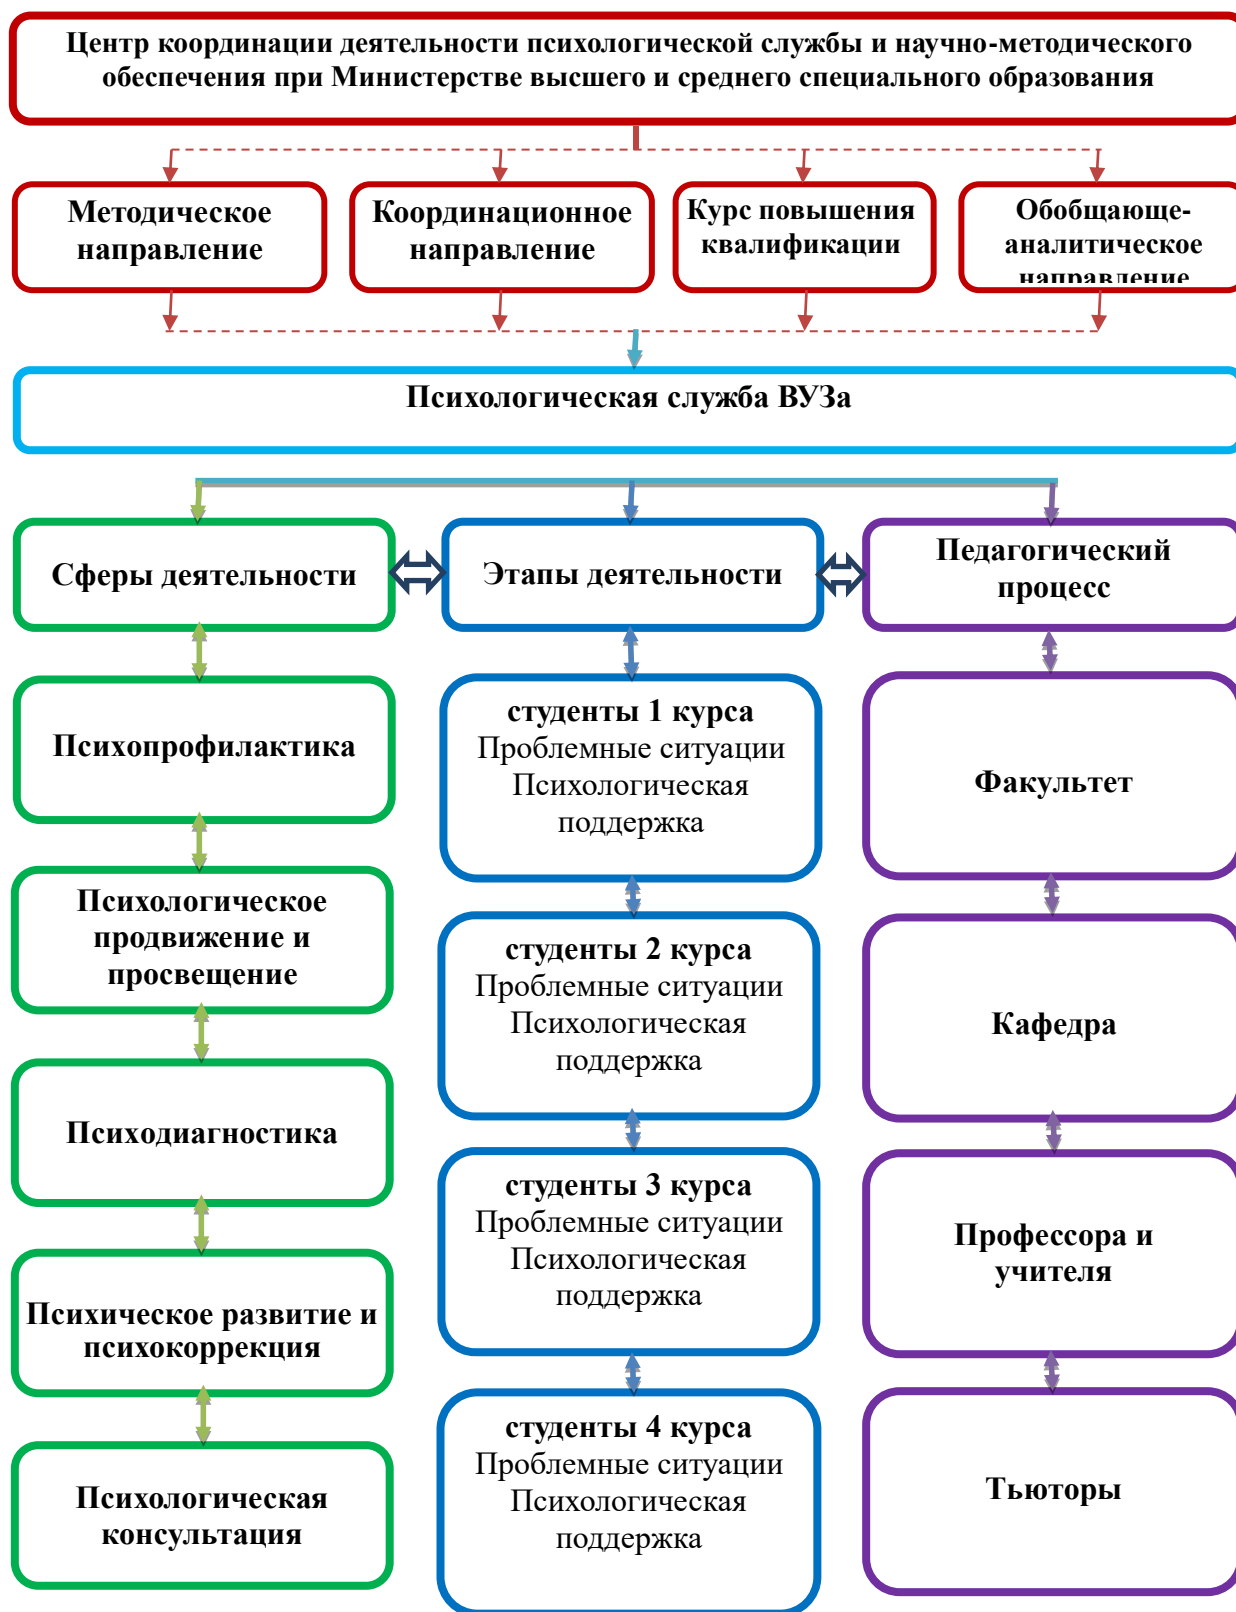 Центр координации деятельности психологической службы и научно-методического
обеспечения при Министерстве высшего и среднего специального образования
Методическое
направление
Координационное
направление
Курс повышения
квалификации
Обобщающе-
аналитическое
направление
Психологическая служба ВУЗа
Сферы деятельности
Этапы деятельности
Педагогический
процесс
Психопрофилактика
Психологическое
продвижение и
просвещение
Психодиагностика
Психическое развитие и
психокоррекция
Психологическая
консультация
студенты 1 курса
Проблемные ситуации
Психологическая
поддержка
студенты 2 курса
Проблемные ситуации
Психологическая
поддержка
студенты 3 курса
Проблемные ситуации
Психологическая
поддержка
студенты 4 курса
Проблемные ситуации
Психологическая
поддержка
Факультет
Кафедра
Профессора и
учителя
Тьюторы